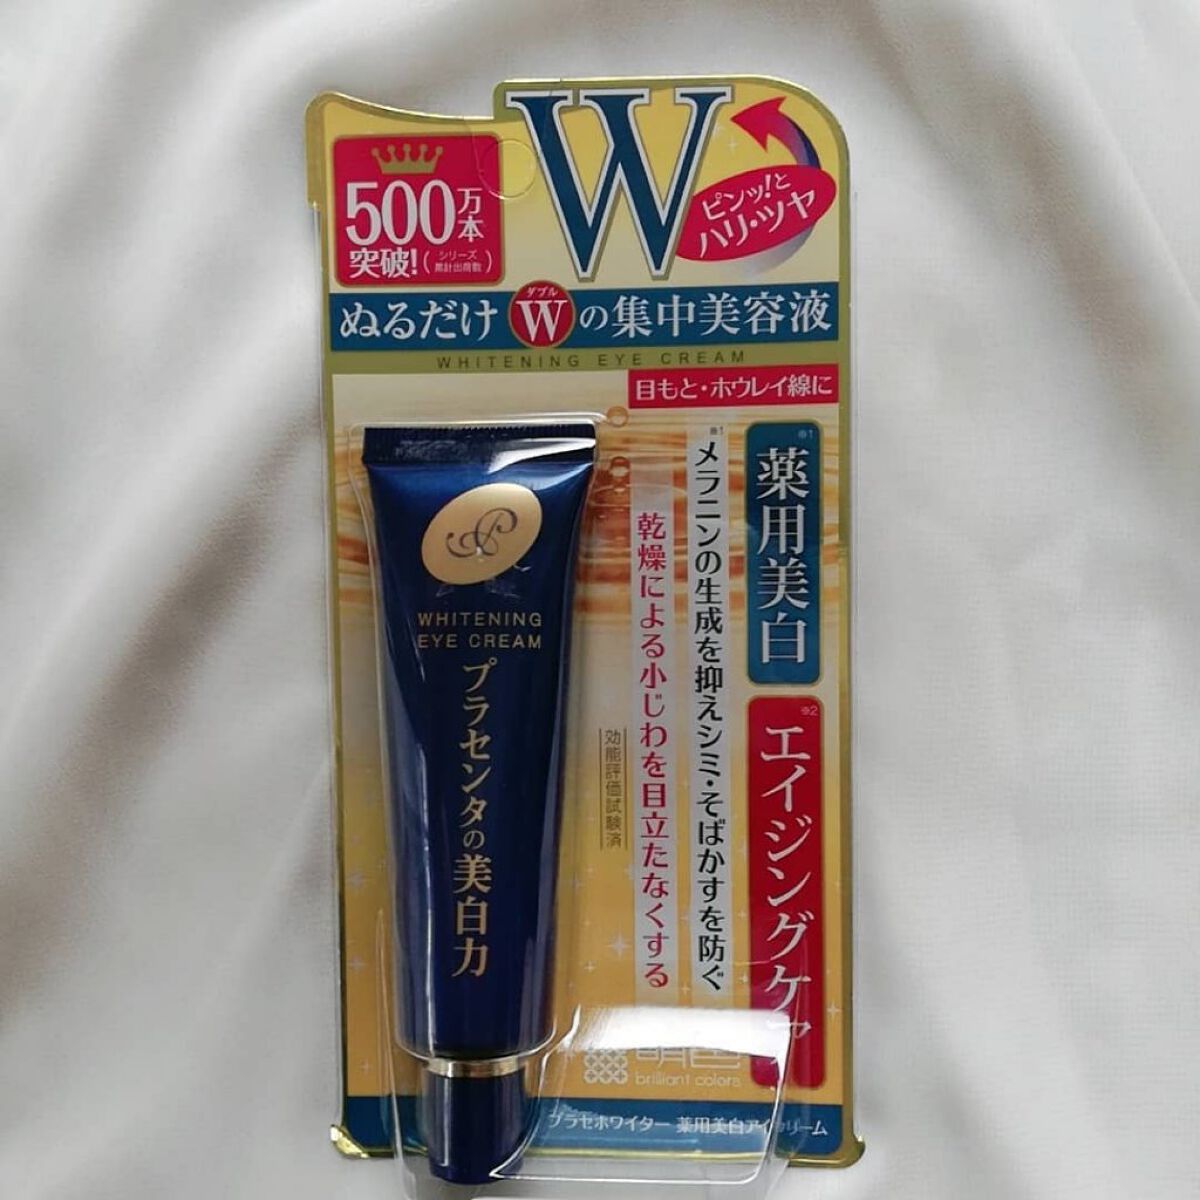 500万本
突破!(シリーズ累計出荷数)
W
ピンッ!と
ハリ・ツヤ
ぬるだけ
ダブル
Wの集中美容液
WHITENING EYE CREAM
目もと・ホウレイ線に
※1
薬用美白
※2
エイジングケア
※1
メラニンの生成を抑えシミ・そばかすを防ぐ
乾燥による小じわを目立たなくする
効能評価試験済
WHITENING
EYE CREAM
プラセンタの美白力
明色
brilliant colors
プラセホワイター 薬用美白アイクリーム